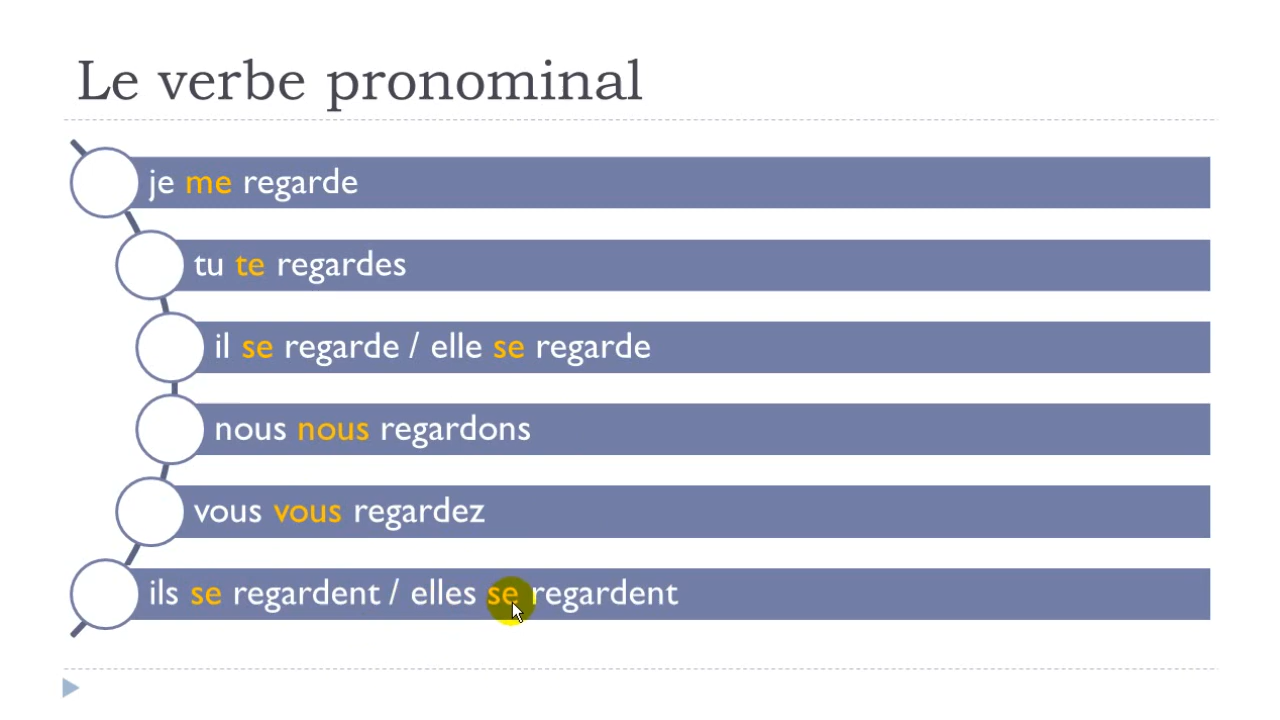 Le verbe pronominal
je me regarde
tu te regardes
il se regarde / elle se regarde
nous nous regardons
vous vous regardez
ils se regardent / elles se regardent